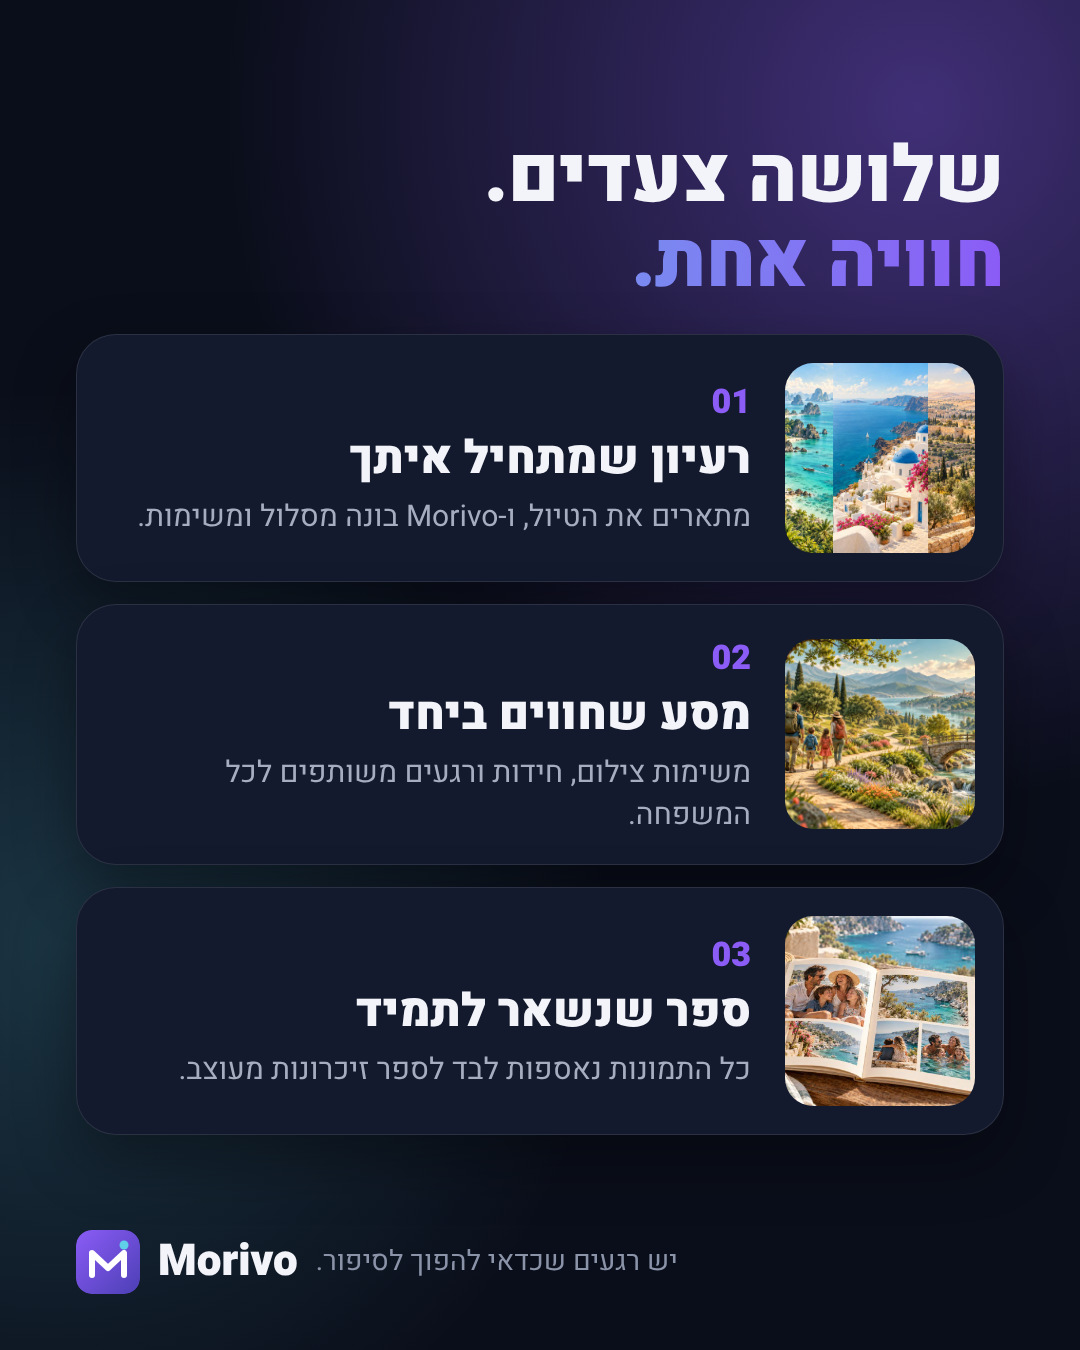 שלושה צעדים.
חוויה אחת.
01
רעיון שמתחיל איתך
מתארים את הטיול, ו-Morivo בונה מסלול ומשימות.
02
מסע שחווים ביחד
משימות צילום, חידות ורגעים משותפים לכל
המשפחה.
03
ספר שנשאר לתמיד
כל התמונות נאספות לבד לספר זיכרונות מעוצב.
Morivo יש רגעים שכדאי להפוך לסיפור.